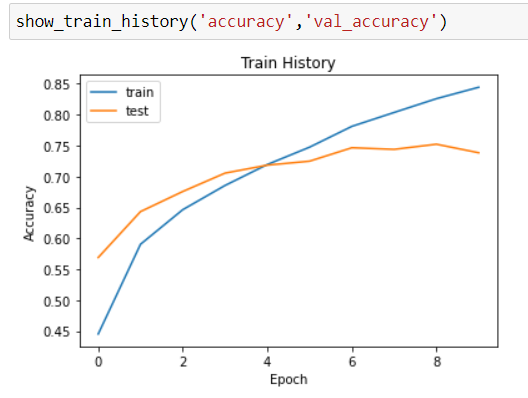 show_train_history('accuracy','val_accuracy')
Train History
train
test
Accuracy
0.85
0.80
0.75
0.70
0.65
0.60
0.55
0.50
0.45
0 2 4 6 8
Epoch